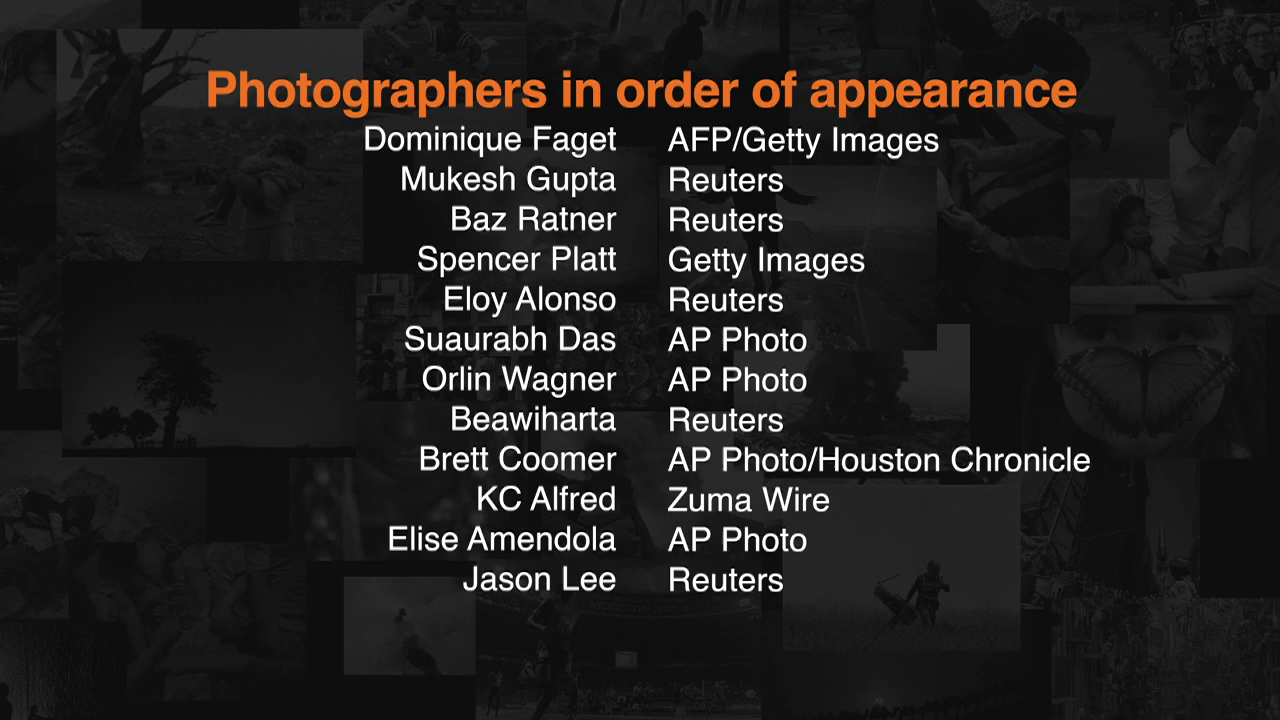 Photographers in order of appearance
Dominique Faget AFP/Getty Images
Mukesh Gupta Reuters
Baz Ratner Reuters
Spencer Platt Getty Images
Eloy Alonso Reuters
Suaurabh Das AP Photo
Orlin Wagner AP Photo
Beawiharta Reuters
Brett Coomer AP Photo/Houston Chronicle
KC Alfred Zuma Wire
Elise Amendola AP Photo
Jason Lee Reuters